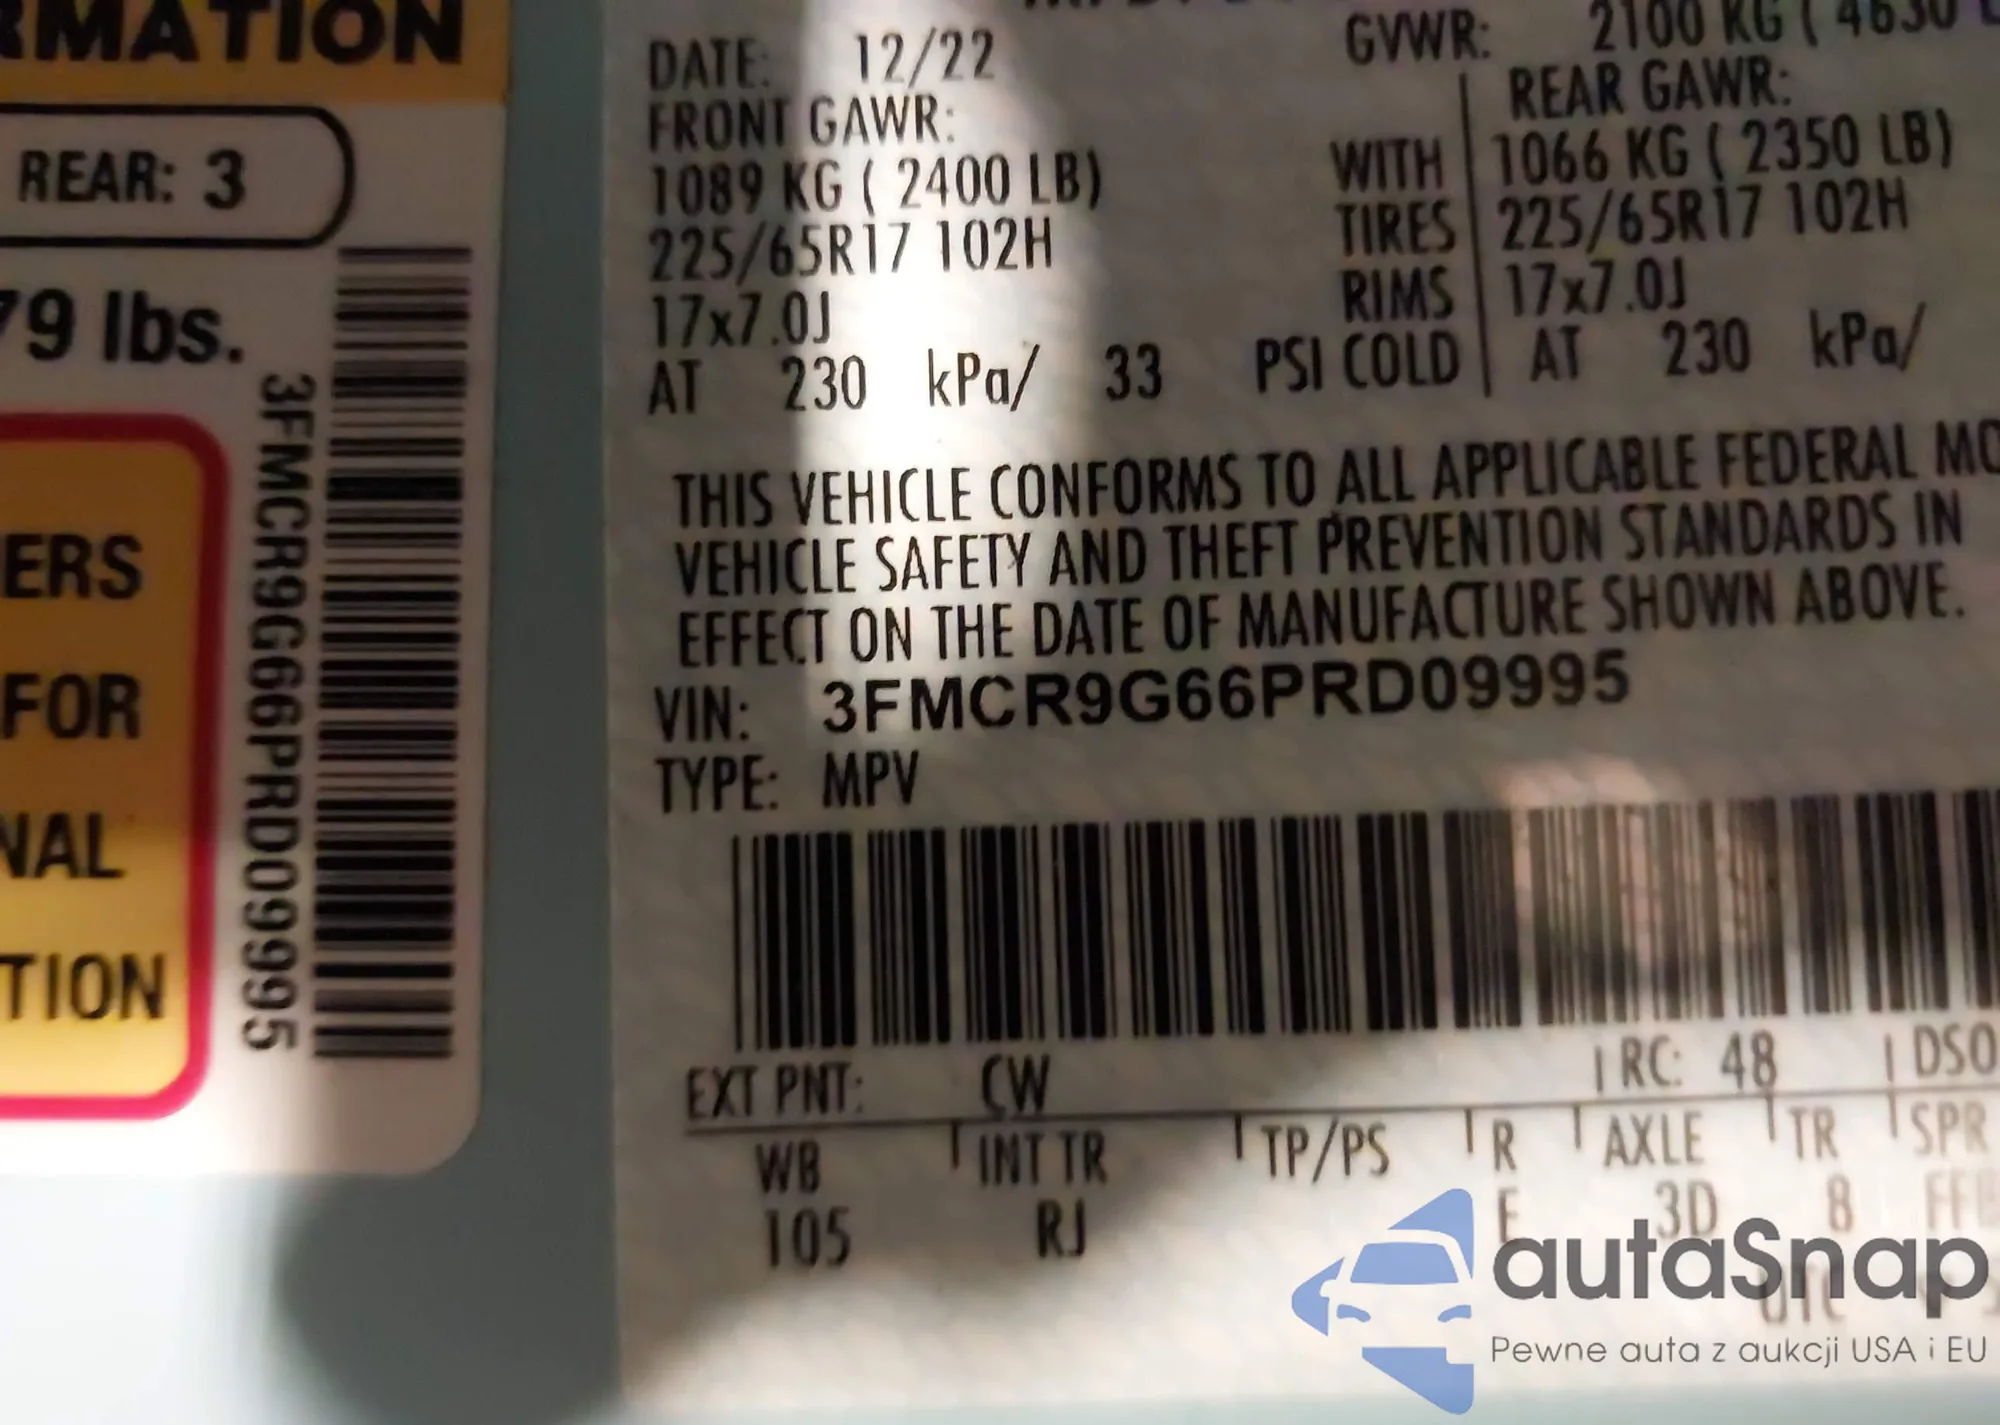 RMATION
REAR: 3
79 lbs.
ERS
FOR
NAL
TION
3FMCR9G66PRD09995
DATE: 12/22
GVWR: 2100 KG ( 4630
FRONT GAWR:
REAR GAWR:
1089 KG ( 2400 LB) WITH 1066 KG ( 2350 LB)
225/65R17 102H TIRES 225/65R17 102H
17x7.0J RIMS 17x7.0J
AT 230 kPa/ 33 PSI COLD AT 230 kPa/
THIS VEHICLE CONFORMS TO ALL APPLICABLE FEDERAL MO
VEHICLE SAFETY AND THEFT PREVENTION STANDARDS IN
EFFECT ON THE DATE OF MANUFACTURE SHOWN ABOVE.
VIN: 3FMCR9G66PRD09995
TYPE: MPV
EXT PNT: CW RC: 48 DSO
WB INT TR TP/PS R AXLE TR SPR
105 RJ E 3D 8
autaSnap
Pewne auta z aukcji USA i EU